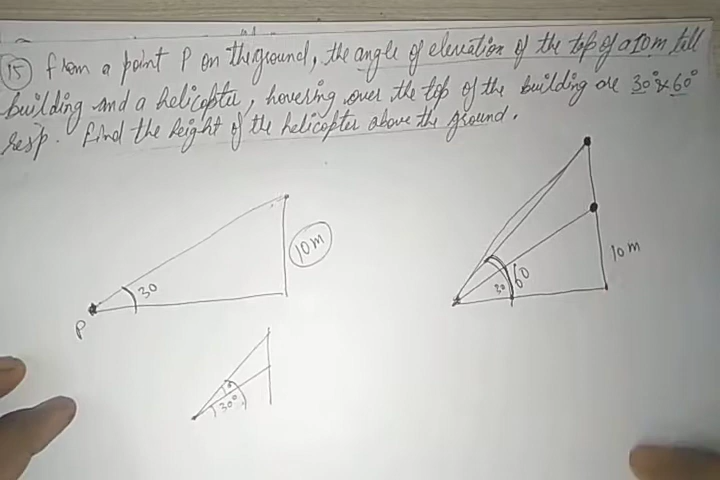 15 from a point P on the ground, the angle of elevation of the top of a 10m tall
building and a helicopter, hovering over the top of the building are 30° & 60°
resp. find the height of the helicopter above the ground.
10m
30
P
10m
30 60
30°